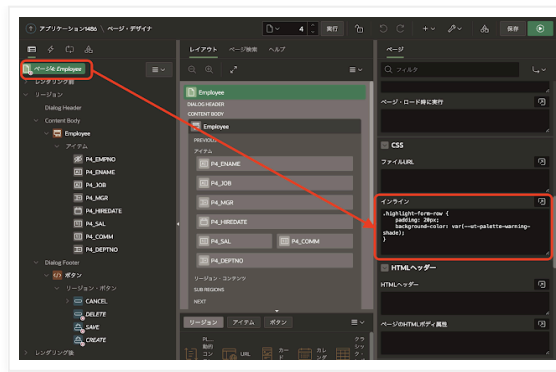 アプリケーション1486 \ ページ・デザイナ
4
実行
保存
ページ4: Employee
レンダリング前
リージョン
Dialog Header
Content Body
Employee
アイテム
P4_EMPNO
P4_ENAME
P4_JOB
P4_MGR
P4_HIREDATE
P4_SAL
P4_COMM
P4_DEPTNO
Dialog Footer
ボタン
リージョン・ボタン
CANCEL
DELETE
SAVE
CREATE
レンダリング後
レイアウト ページ検索 ヘルプ
Employee
DIALOG HEADER
CONTENT BODY
Employee
PREVIOUS
アイテム
P4_ENAME
P4_JOB
P4_MGR
P4_HIREDATE
P4_SAL P4_COMM
P4_DEPTNO
リージョン・コンテンツ
SUB REGIONS
NEXT
リージョン アイテム ボタン
URL
カー
ド
ページ
フィルタ
ページ・ロード時に実行
CSS
ファイルURL
インライン
.highlight-form-row {
padding: 20px;
background-color: var(--ut-palette-warning-
shade);
}
HTMLヘッダー
HTMLヘッダー
ページのHTMLボディ属性